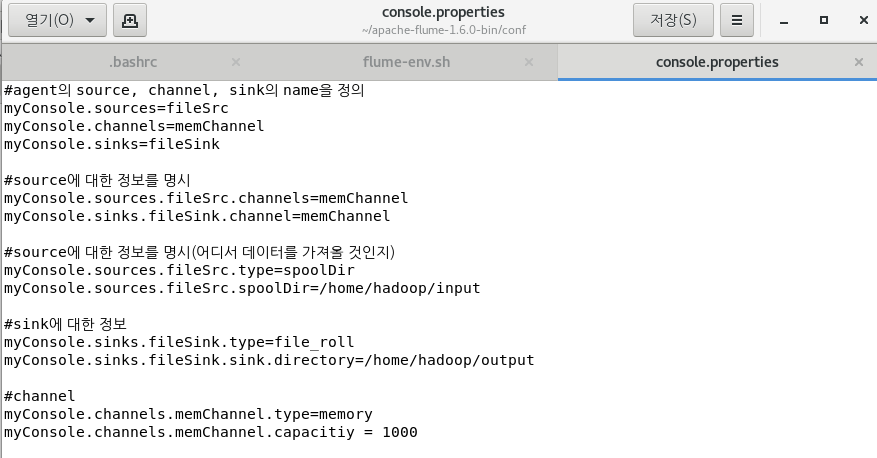 열기(O)
console.properties
~/apache-flume-1.6.0-bin/conf
저장(S)
.bashrc
flume-env.sh
console.properties
#agent의 source, channel, sink의 name을 정의
myConsole.sources=fileSrc
myConsole.channels=memChannel
myConsole.sinks=fileSink
#source에 대한 정보를 명시
myConsole.sources.fileSrc.channels=memChannel
myConsole.sinks.fileSink.channel=memChannel
#source에 대한 정보를 명시(어디서 데이터를 가져올 것인지)
myConsole.sources.fileSrc.type=spoolDir
myConsole.sources.fileSrc.spoolDir=/home/hadoop/input
#sink에 대한 정보
myConsole.sinks.fileSink.type=file_roll
myConsole.sinks.fileSink.sink.directory=/home/hadoop/output
#channel
myConsole.channels.memChannel.type=memory
myConsole.channels.memChannel.capacitiy = 1000